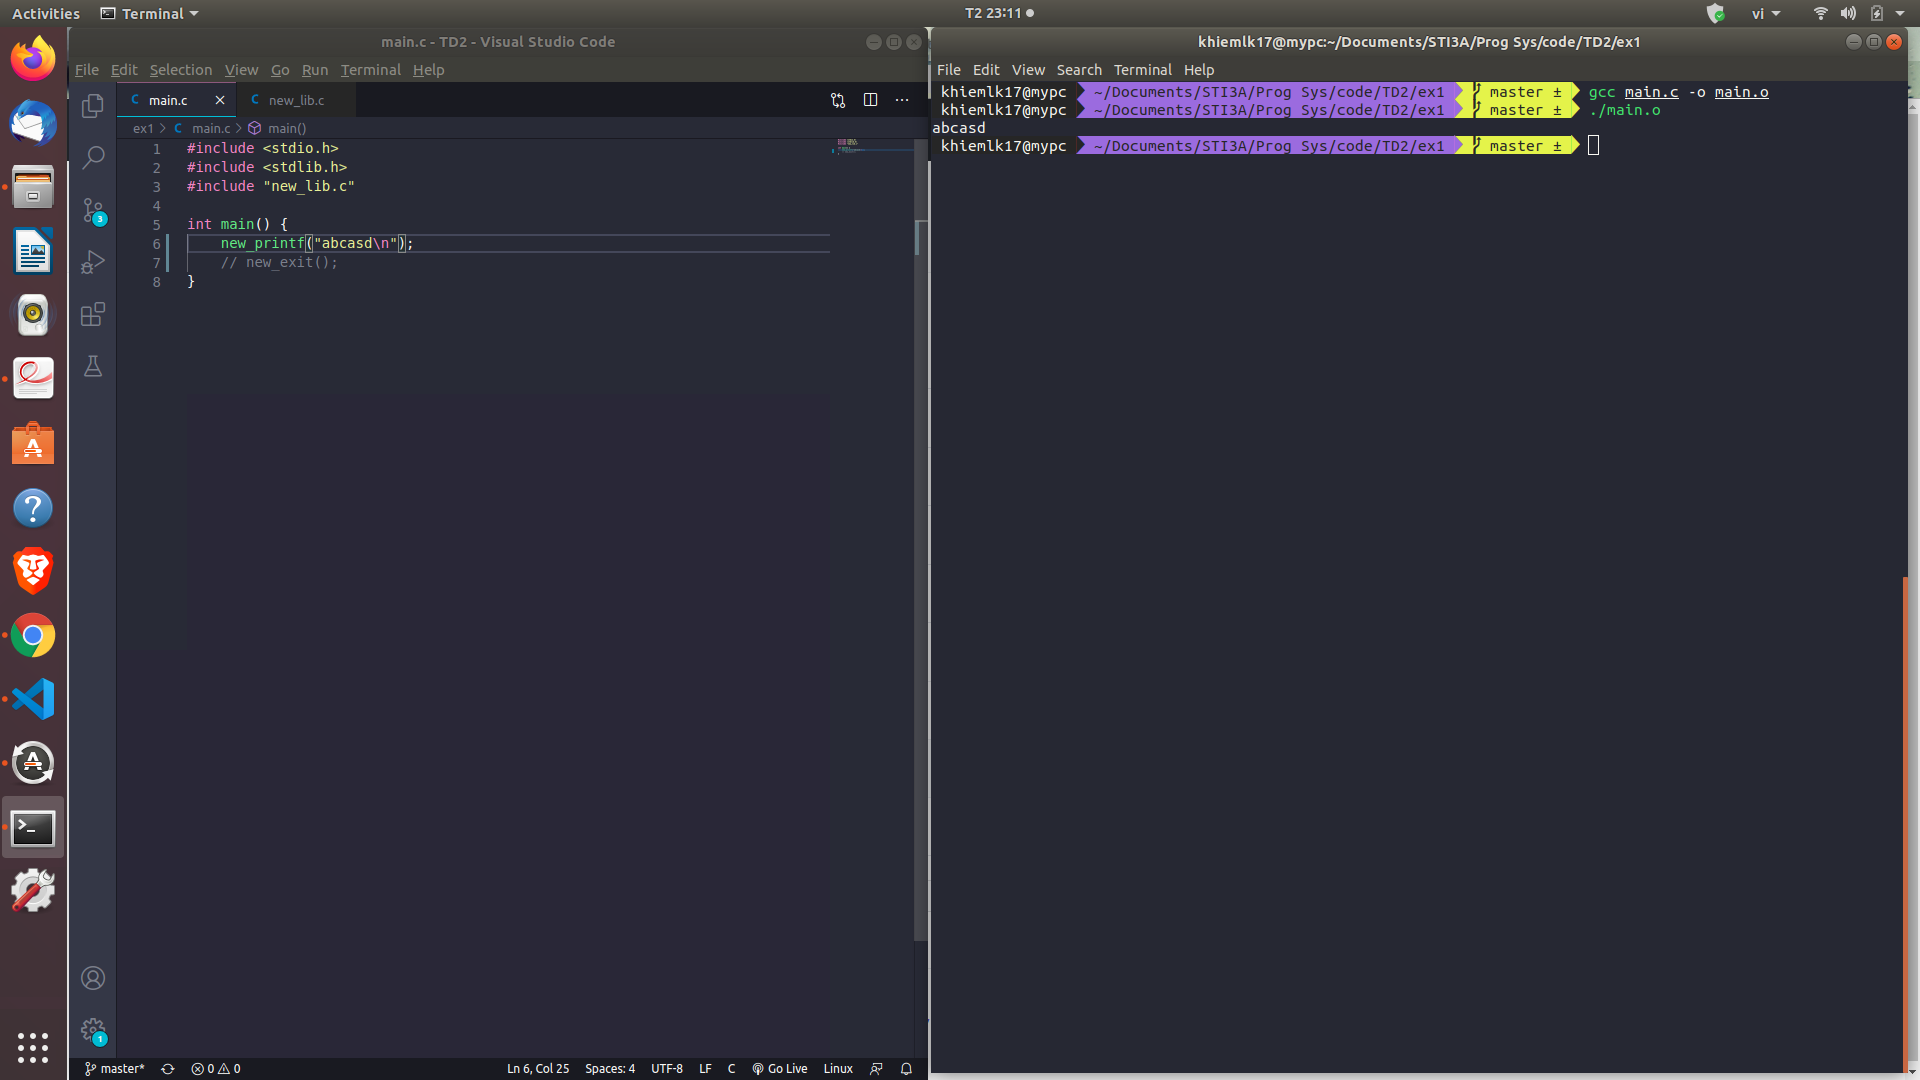 Activities Terminal T2 23:11 vi
main.c - TD2 - Visual Studio Code
File Edit Selection View Go Run Terminal Help
C main.c × C new_lib.c ···
ex1 > C main.c > main()
1 #include <stdio.h>
2 #include <stdlib.h>
3 #include "new_lib.c"
4
5 int main() {
6 new_printf("abcasd\n");
7 // new_exit();
8 }
3
1
master* 0 0 Ln 6, Col 25 Spaces: 4 UTF-8 LF C Go Live Linux
khiemlk17@mypc:~/Documents/STI3A/Prog Sys/code/TD2/ex1
File Edit View Search Terminal Help
khiemlk17@mypc ~/Documents/STI3A/Prog Sys/code/TD2/ex1 master ± gcc main.c -o main.o
khiemlk17@mypc ~/Documents/STI3A/Prog Sys/code/TD2/ex1 master ± ./main.o
abcasd
khiemlk17@mypc ~/Documents/STI3A/Prog Sys/code/TD2/ex1 master ±